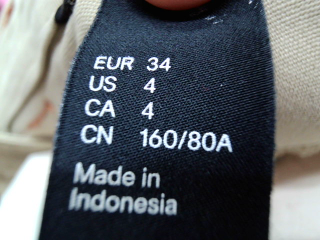 EUR 34
US 4
CA 4
CN 160/80A
Made in
Indonesia